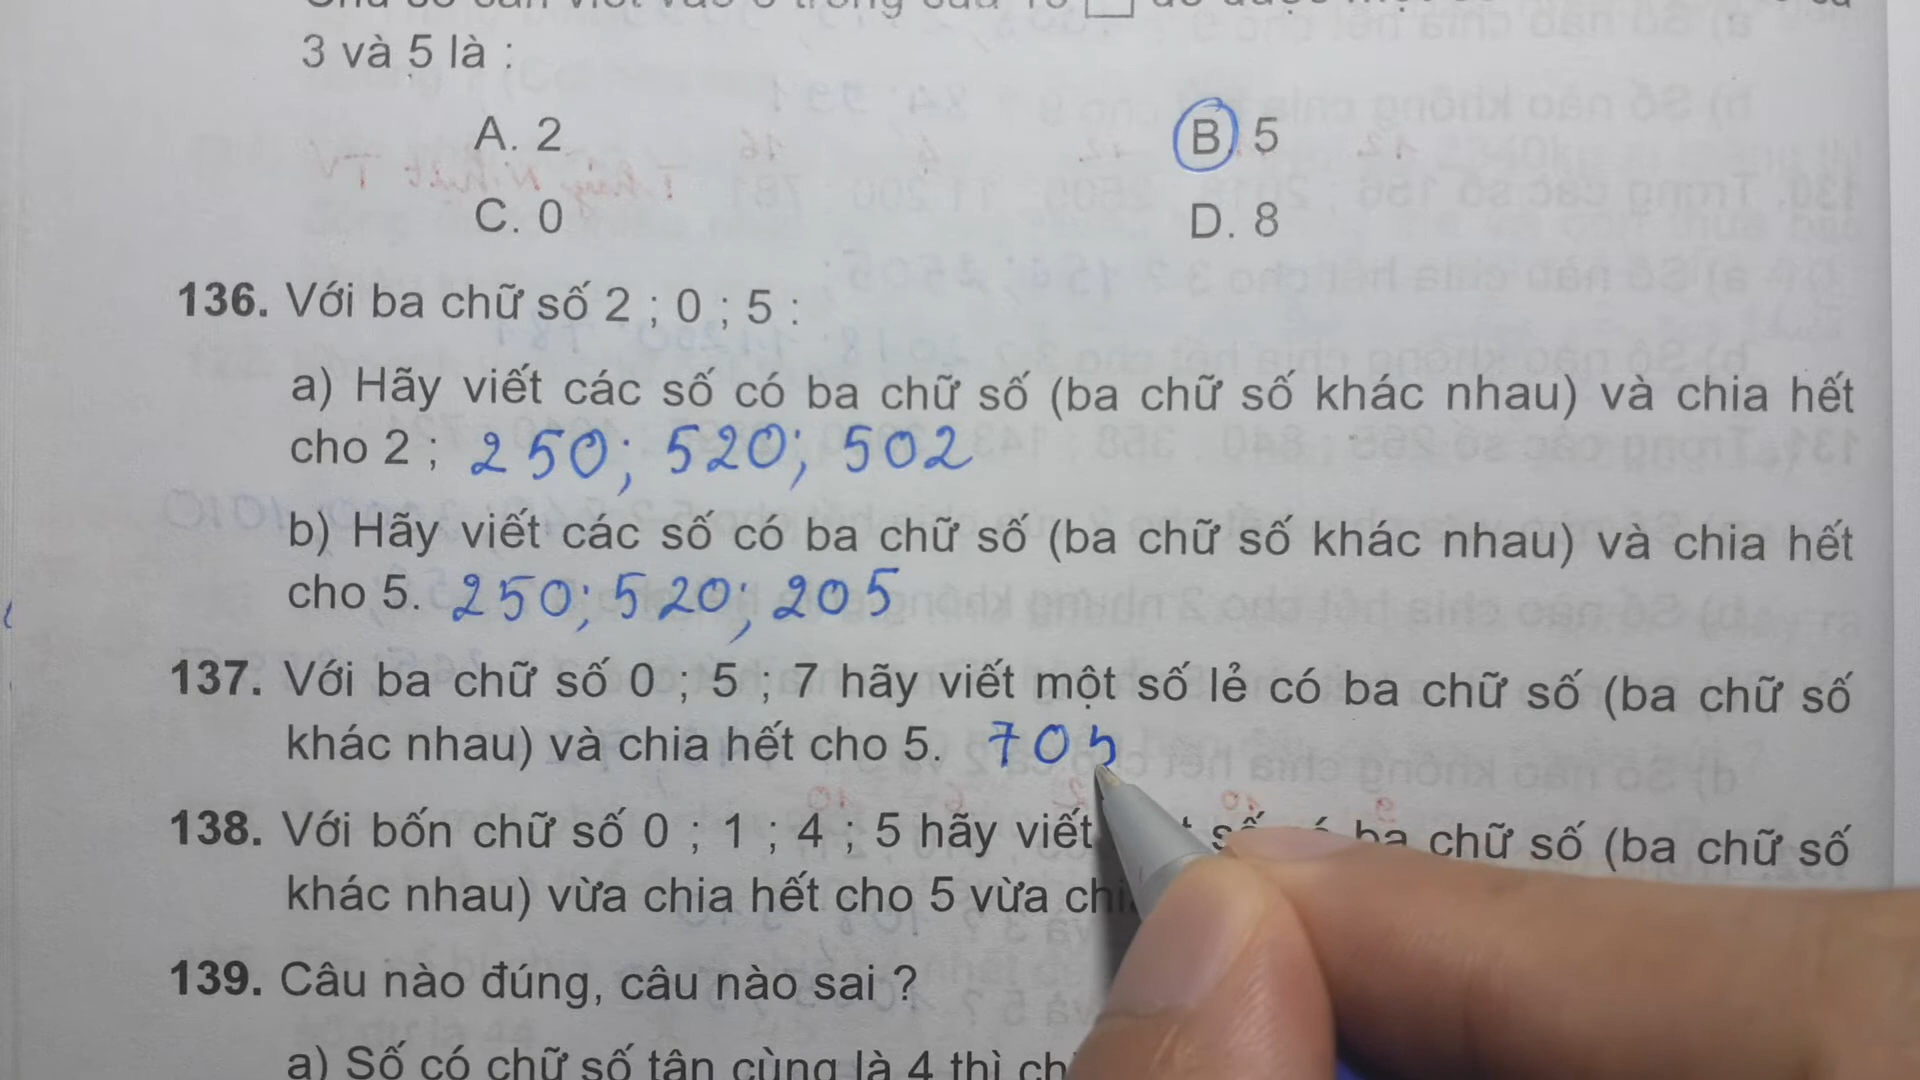 3 và 5 là :
A. 2
B. 5
C. 0
D. 8
136. Với ba chữ số 2 ; 0 ; 5 :
a) Hãy viết các số có ba chữ số (ba chữ số khác nhau) và chia hết
cho 2 ; 250; 520; 502
b) Hãy viết các số có ba chữ số (ba chữ số khác nhau) và chia hết
cho 5. 250; 520; 205
137. Với ba chữ số 0 ; 5 ; 7 hãy viết một số lẻ có ba chữ số (ba chữ số
khác nhau) và chia hết cho 5. 705
138. Với bốn chữ số 0 ; 1 ; 4 ; 5 hãy viết ba chữ số (ba chữ số
khác nhau) vừa chia hết cho 5 vừa
139. Câu nào đúng, câu nào sai ?
a) Số có chữ số tận cùng là 4 thì